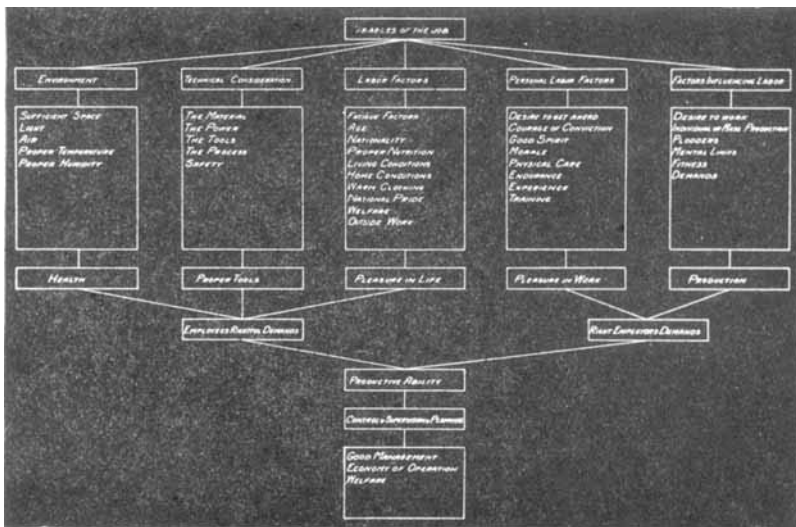 VARIABLES OF THE JOB
ENVIRONMENT
TECHNICAL CONSIDERATION
LABOR FACTORS
PERSONAL LABOR FACTORS
FACTORS INFLUENCING LABOR
SUFFICIENT SPACE
LIGHT
AIR
PROPER TEMPERATURE
PROPER HUMIDITY
THE MATERIAL
THE POWER
THE TOOLS
THE PROCESS
SAFETY
FATIGUE FACTORS
AGE
NATIONALITY
PROPER NUTRITION
LIVING CONDITIONS
HOME CONDITIONS
WARM CLOTHING
NATIONAL PRIDE
WELFARE
OUTSIDE WORK
DESIRE TO GET AHEAD
COURAGE OF CONVICTION
GOOD SPIRIT
MORALE
PHYSICAL CARE
ENDURANCE
EXPERIENCE
TRAINING
DESIRE TO WORK
INDIVIDUAL OR MASS PRODUCTION
PLODDERS
MENTAL LIMITS
FITNESS
DEMANDS
HEALTH
PROPER TOOLS
PLEASURE IN LIFE
PLEASURE IN WORK
PRODUCTION
EMPLOYEES RIGHTFUL DEMANDS
RIGHT EMPLOYERS DEMANDS
PRODUCTIVE ABILITY
CONTROL & SUPERVISION & PLANNING
GOOD MANAGEMENT
ECONOMY OF OPERATION
WELFARE